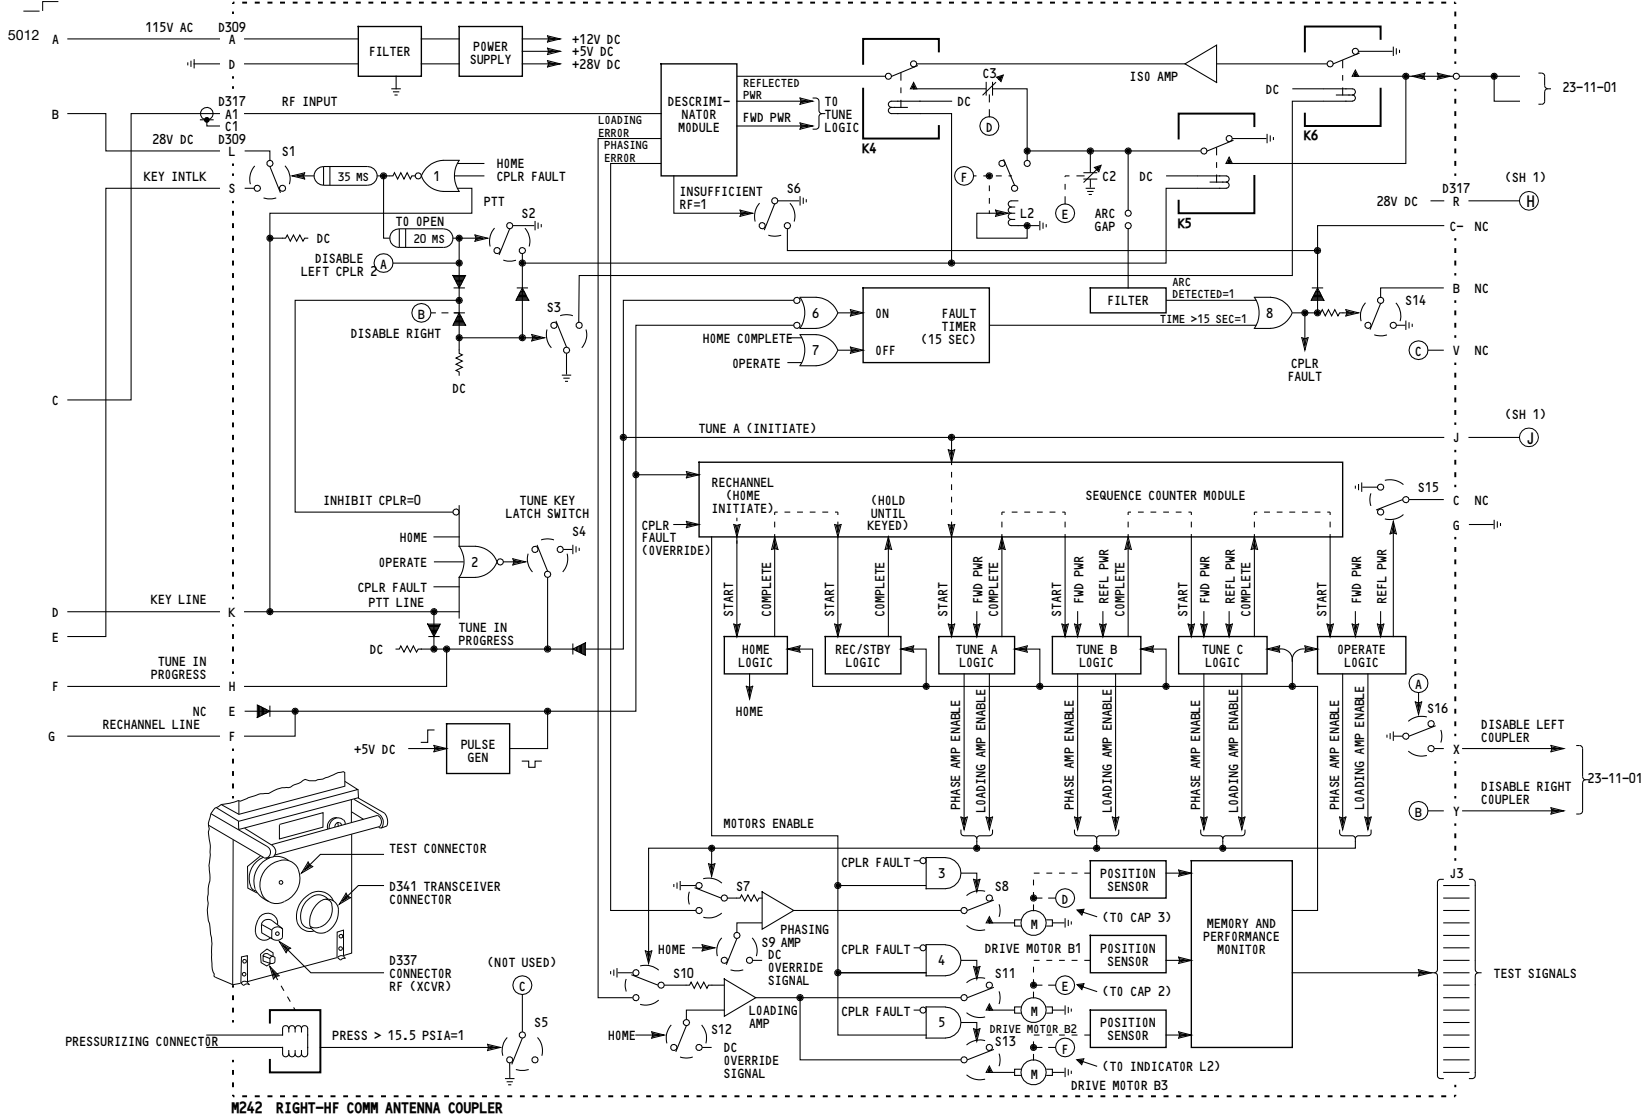 5012
A
115V AC
D309
A
D
FILTER
POWER
SUPPLY
+12V DC
+5V DC
+28V DC
B
D317
A1
C1
RF INPUT
28V DC
D309
L
S1
KEY INTLK
S
35 MS
1
HOME
CPLR FAULT
PTT
TO OPEN
20 MS
S2
DC
DISABLE
LEFT CPLR 2
A
B
DISABLE RIGHT
S3
DC
DESCRIMI-
NATOR
MODULE
REFLECTED
PWR
FWD PWR
TO
TUNE
LOGIC
LOADING
ERROR
PHASING
ERROR
INSUFFICIENT
RF=1
S6
K4
DC
C3
D
ISO AMP
DC
K6
23-11-01
F
L2
C2
E
ARC
GAP
DC
K5
28V DC
D317
R
(SH 1)
H
C- NC
FILTER
ARC
DETECTED=1
TIME >15 SEC=1
8
CPLR
FAULT
B NC
S14
C
V NC
6
7
HOME COMPLETE
OPERATE
ON
OFF
FAULT
TIMER
(15 SEC)
C
TUNE A (INITIATE)
J
(SH 1)
J
RECHANNEL
(HOME
INITIATE)
(HOLD
UNTIL
KEYED)
SEQUENCE COUNTER MODULE
CPLR
FAULT
(OVERRIDE)
S15
C NC
G
INHIBIT CPLR=0
TUNE KEY
LATCH SWITCH
S4
HOME
OPERATE
2
CPLR FAULT
PTT LINE
D
KEY LINE
K
E
TUNE IN
PROGRESS
DC
TUNE IN
PROGRESS
F
H
NC E
RECHANNEL LINE
G
F
+5V DC
PULSE
GEN
START
COMPLETE
START
COMPLETE
START
FWD PWR
COMPLETE
START
FWD PWR
REFL PWR
COMPLETE
START
FWD PWR
REFL PWR
COMPLETE
START
FWD PWR
REFL PWR
HOME
LOGIC
REC/STBY
LOGIC
TUNE A
LOGIC
TUNE B
LOGIC
TUNE C
LOGIC
OPERATE
LOGIC
HOME
PHASE AMP ENABLE
LOADING AMP ENABLE
PHASE AMP ENABLE
LOADING AMP ENABLE
PHASE AMP ENABLE
LOADING AMP ENABLE
PHASE AMP ENABLE
LOADING AMP ENABLE
A
S16
X
DISABLE LEFT
COUPLER
23-11-01
DISABLE RIGHT
COUPLER
B
Y
TEST CONNECTOR
D341 TRANSCEIVER
CONNECTOR
D337
CONNECTOR
RF (XCVR)
PRESSURIZING CONNECTOR
PRESS > 15.5 PSIA=1
(NOT USED)
C
S5
MOTORS ENABLE
S7
PHASING
AMP
HOME
S9
DC
OVERRIDE
SIGNAL
S10
LOADING
AMP
HOME
S12
DC
OVERRIDE
SIGNAL
CPLR FAULT
3
S8
M
D
(TO CAP 3)
DRIVE MOTOR B1
POSITION
SENSOR
CPLR FAULT
4
S11
M
E
(TO CAP 2)
DRIVE MOTOR B2
POSITION
SENSOR
CPLR FAULT
5
S13
M
F
(TO INDICATOR L2)
DRIVE MOTOR B3
POSITION
SENSOR
MEMORY AND
PERFORMANCE
MONITOR
J3
TEST SIGNALS
M242 RIGHT-HF COMM ANTENNA COUPLER